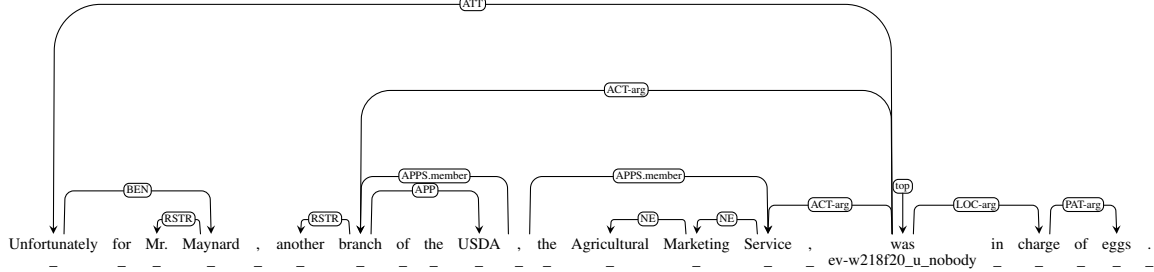 ATT
ACT-arg
APPS.member APPS.member
BEN APP top
RSTR RSTR NE NE ACT-arg LOC-arg PAT-arg
Unfortunately for Mr. Maynard , another branch of the USDA , the Agricultural Marketing Service , was in charge of eggs .
_ _ _ _ _ _ _ _ _ _ _ _ _ _ _ _ ev-w218f20_u_nobody _ _ _ _ _